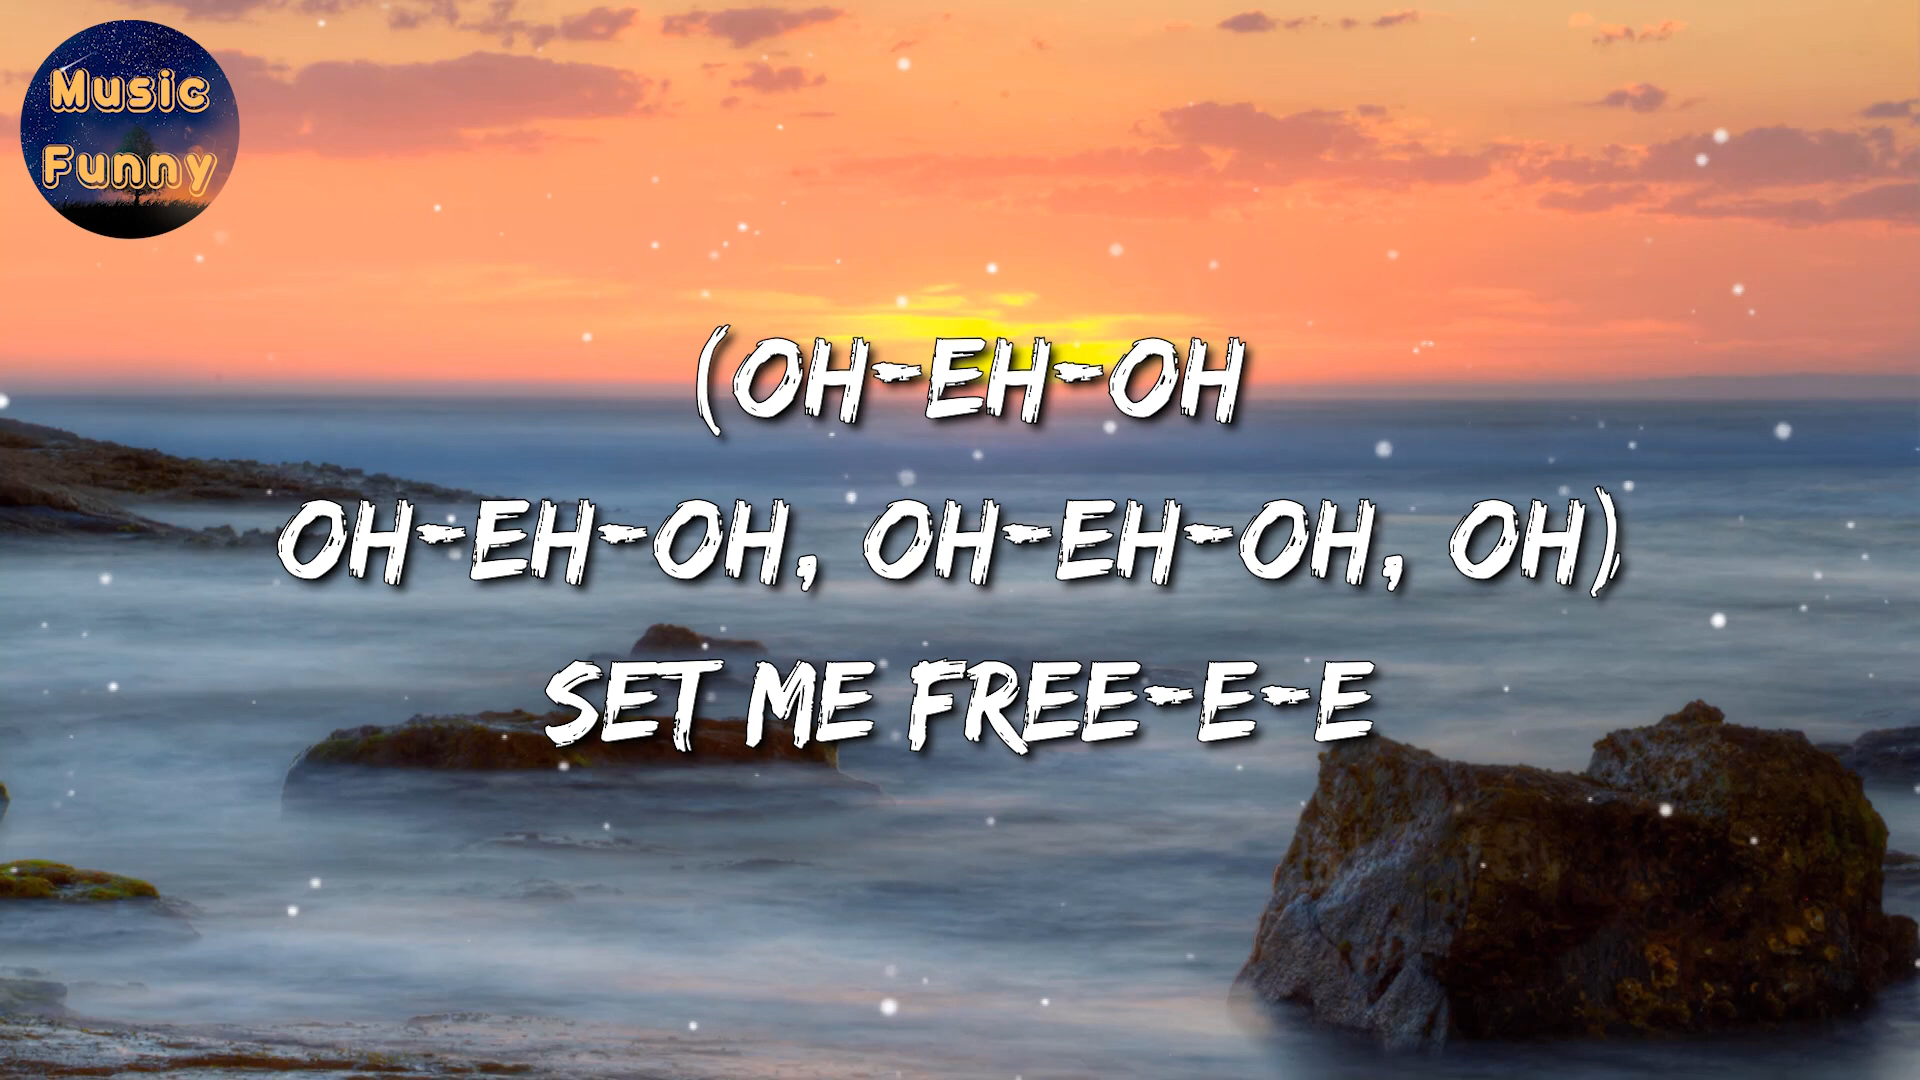 Music
Funny
(OH-EH-OH
OH-EH-OH, OH-EH-OH, OH)
SET ME FREE-E-E